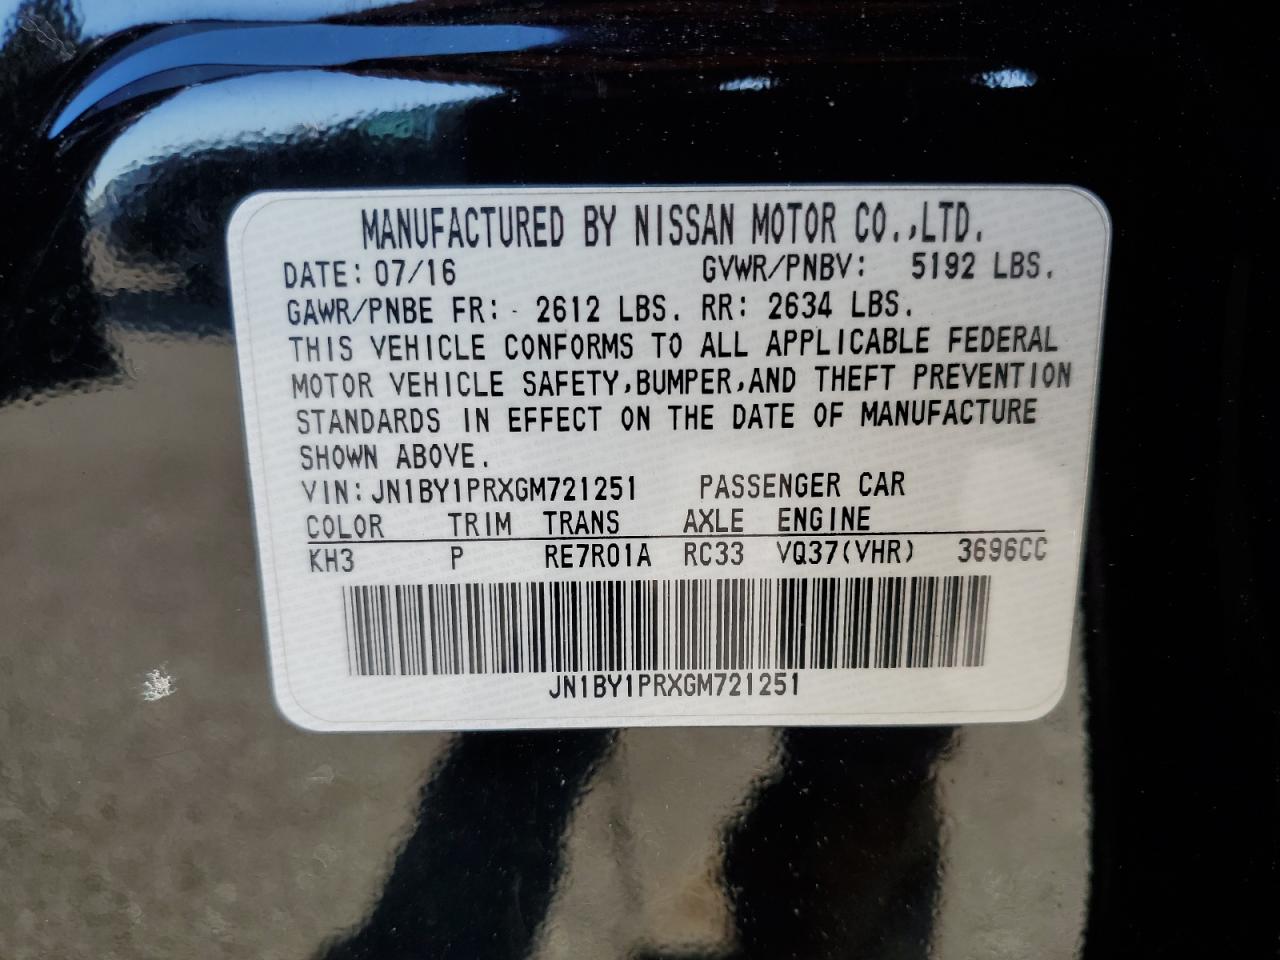 MANUFACTURED BY NISSAN MOTOR CO.,LTD.
DATE: 07/16 GVWR/PNBV: 5192 LBS.
GAWR/PNBE FR: 2612 LBS. RR: 2634 LBS.
THIS VEHICLE CONFORMS TO ALL APPLICABLE FEDERAL
MOTOR VEHICLE SAFETY,BUMPER,AND THEFT PREVENTION
STANDARDS IN EFFECT ON THE DATE OF MANUFACTURE
SHOWN ABOVE.
VIN:JN1BY1PRXGM721251 PASSENGER CAR
COLOR TRIM TRANS AXLE ENGINE
KH3 P RE7R01A RC33 VQ37(VHR) 3696CC
JN1BY1PRXGM721251